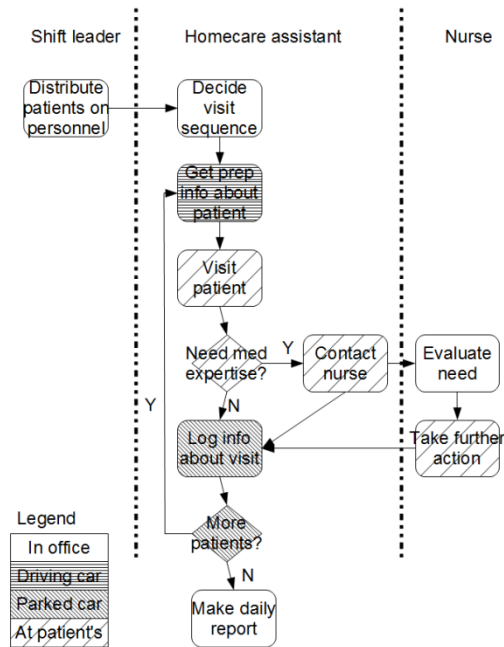 Shift leader
Homecare assistant
Nurse
Distribute
patients on
personnel
Decide
visit
sequence
Get prep
info about
patient
Visit
patient
Need med
expertise?
Y
Contact
nurse
Evaluate
need
N
Y
Log info
about visit
Take further
action
More
patients?
N
Make daily
report
Legend
In office
Driving car
Parked car
At patient's